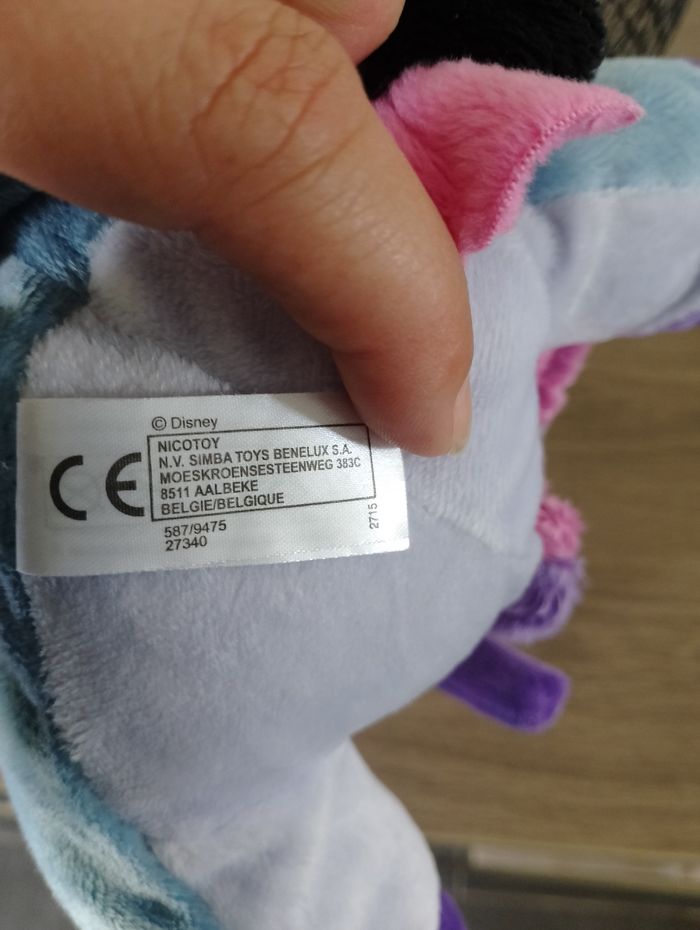 © Disney
CE
NICOTOY
N.V. SIMBA TOYS BENELUX S.A.
MOESKROENSESTEENWEG 383C
8511 AALBEKE
BELGIE/BELGIQUE
2715
587/9475
27340